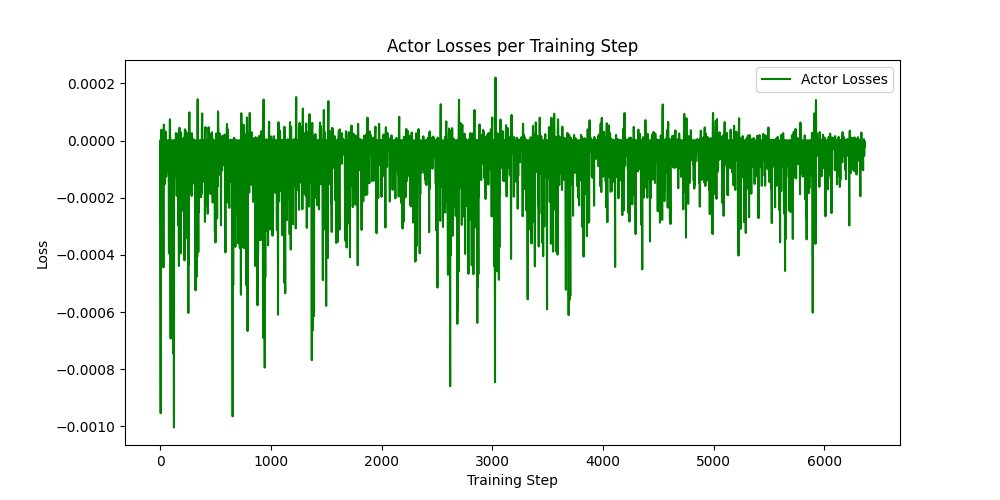 Actor Losses per Training Step
Actor Losses
0.0002
0.0000
−0.0002
−0.0004
−0.0006
−0.0008
−0.0010
Loss
0 1000 2000 3000 4000 5000 6000
Training Step